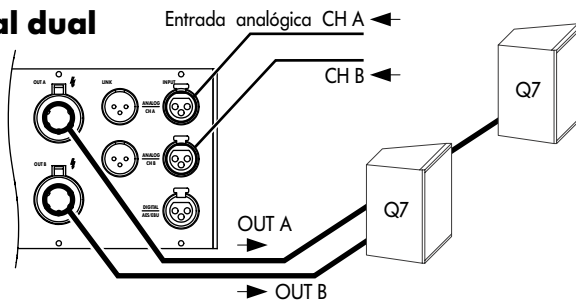 al dual
Entrada analógica CH A
CH B
OUT A
LINK
INPUT
ANALOG
CH A
OUT B
ANALOG
CH B
DIGITAL
AES/EBU
Q7
Q7
OUT A
OUT B